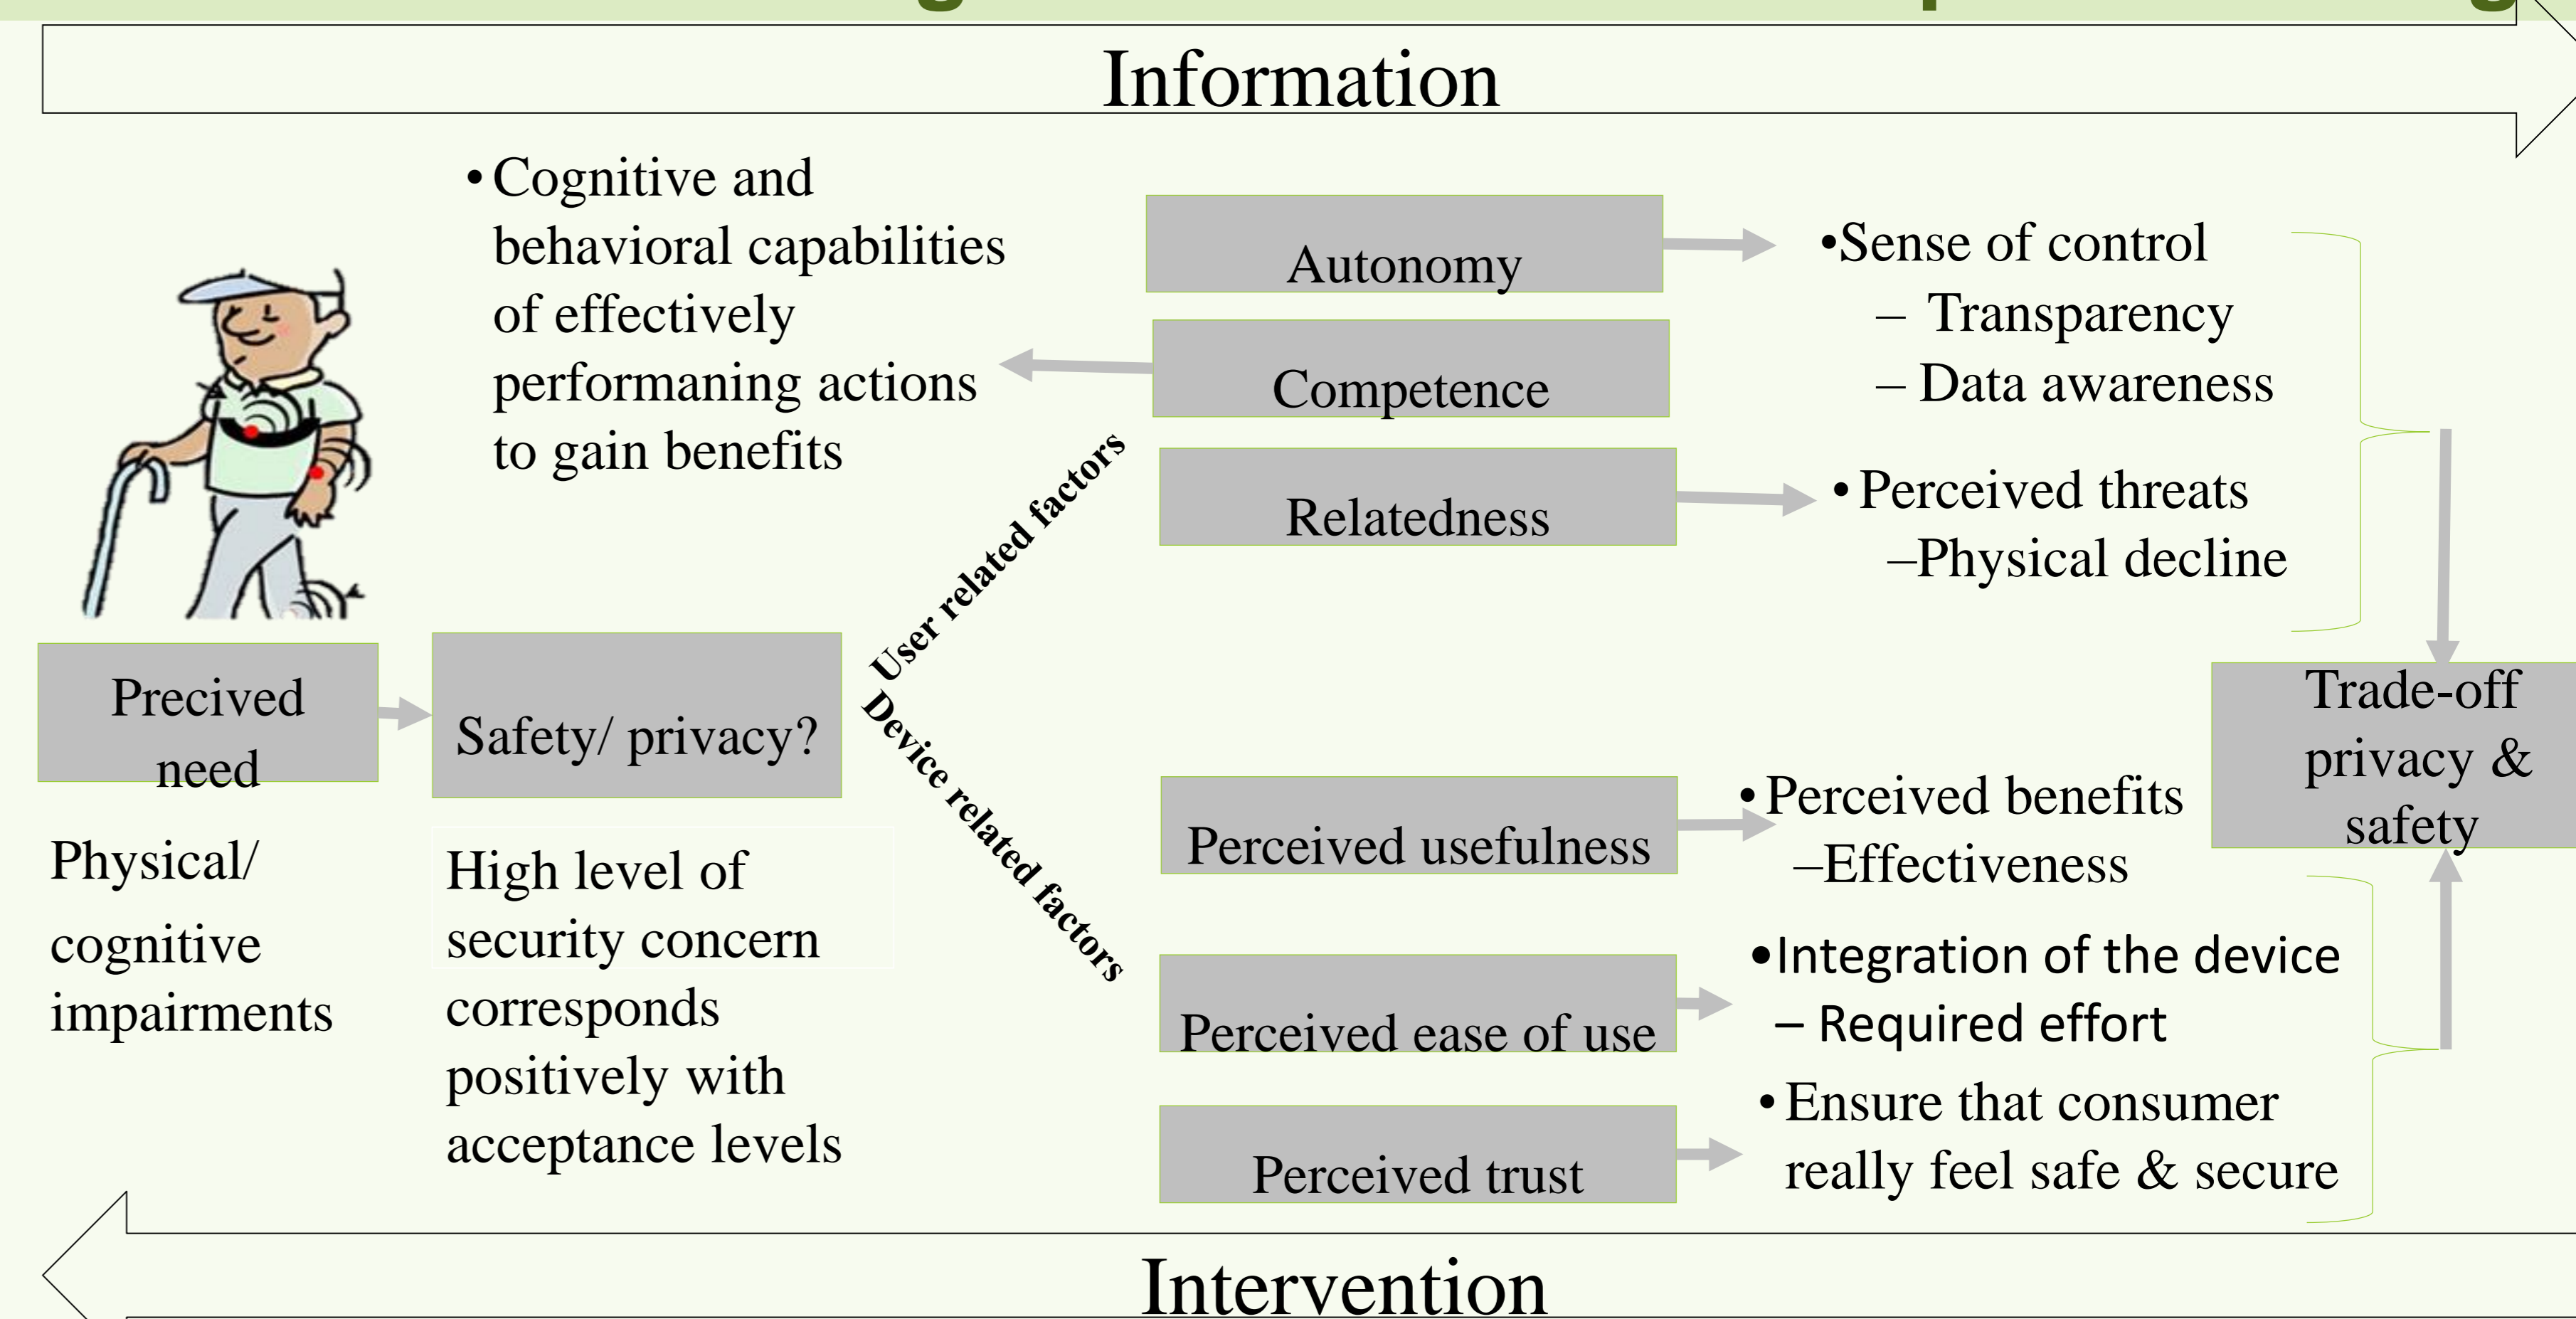 Information
• Cognitive and
behavioral capabilities
of effectively
performaning actions
to gain benefits
Autonomy
•Sense of control
– Transparency
– Data awareness
Competence
Relatedness
• Perceived threats
–Physical decline
User related factors
Device related factors
Precived
need
Safety/ privacy?
Trade-off
privacy &
safety
Physical/
cognitive
impairments
High level of
security concern
corresponds
positively with
acceptance levels
Perceived usefulness
• Perceived benefits
–Effectiveness
Perceived ease of use
•Integration of the device
– Required effort
Perceived trust
• Ensure that consumer
really feel safe & secure
Intervention